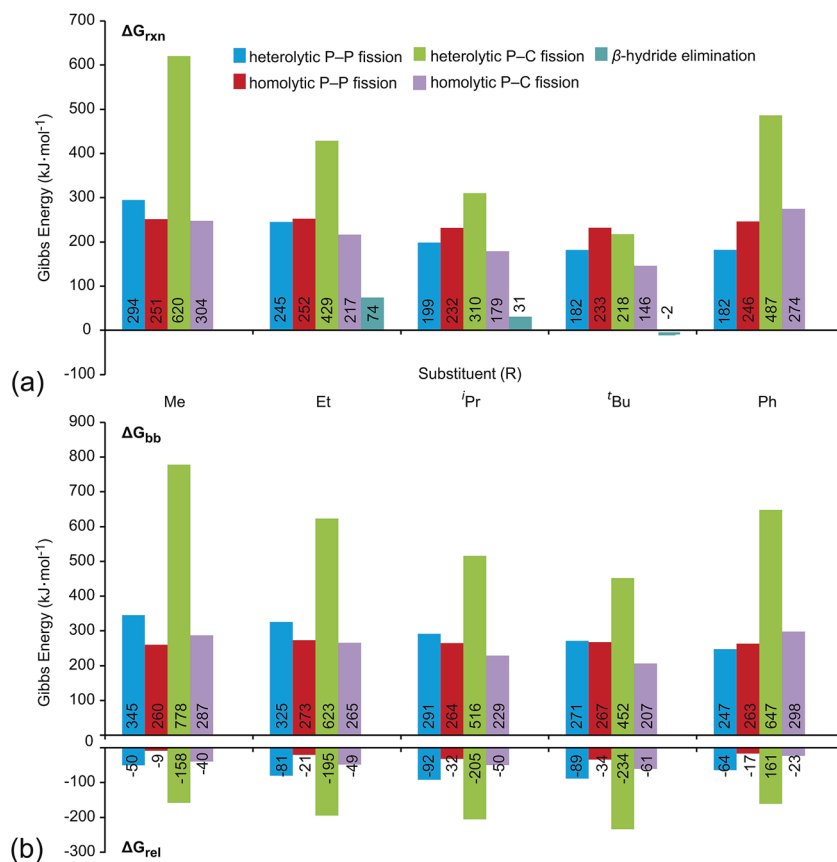 700
600
500
400
300
200
100
0
-100
Gibbs Energy (kJ·mol-1)
ΔGrxn
heterolytic P–P fission
heterolytic P–C fission
β-hydride elimination
homolytic P–P fission
homolytic P–C fission
294 251 620 304
245 252 429 217 74
199 232 310 179 31
182 233 218 146 -2
182 246 487 274
(a)
Substituent (R)
Me Et iPr tBu Ph
900
800
700
600
500
400
300
200
100
0
-100
-200
-300
Gibbs Energy (kJ·mol-1)
ΔGbb
345 260 778 287
325 273 623 265
291 264 516 229
271 267 452 207
247 263 647 298
-50 -9 -158 -40
-81 -21 -195 -49
-92 -32 -205 -50
-89 -34 -234 -61
-64 -17 161 -23
(b)
ΔGrel